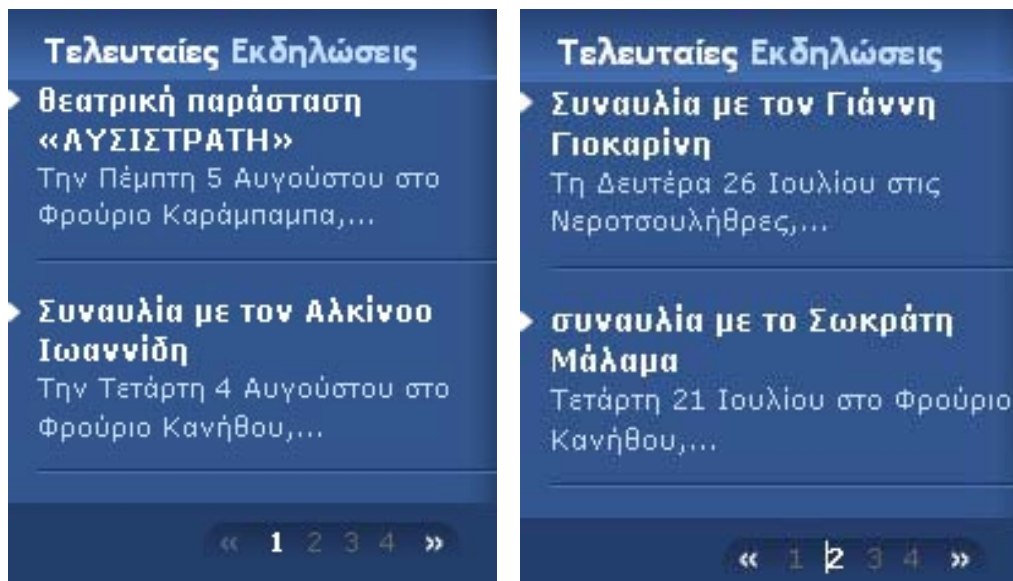 Τελευταίες Εκδηλώσεις
θεατρική παράσταση
«ΛΥΣΙΣΤΡΑΤΗ»
Την Πέμπτη 5 Αυγούστου στο
Φρούριο Καράμπαμπα,...
Συναυλία με τον Αλκίνοο
Ιωαννίδη
Την Τετάρτη 4 Αυγούστου στο
Φρούριο Κανήθου,...
« 1 2 3 4 »
Τελευταίες Εκδηλώσεις
Συναυλία με τον Γιάννη
Γιοκαρίνη
Τη Δευτέρα 26 Ιουλίου στις
Νεροτσουλήθρες,...
συναυλία με το Σωκράτη
Μάλαμα
Τετάρτη 21 Ιουλίου στο Φρούριο
Κανήθου,...
« 1 2 3 4 »